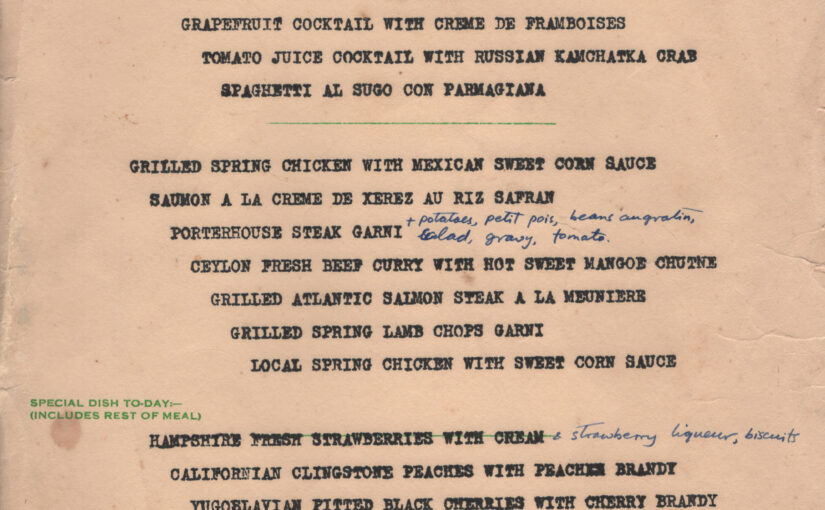 GRAPEFRUIT COCKTAIL WITH CREME DE FRAMBOISES
TOMATO JUICE COCKTAIL WITH RUSSIAN KAMCHATKA CRAB
SPAGHETTI AL SUGO CON PARMAGIANA
GRILLED SPRING CHICKEN WITH MEXICAN SWEET CORN SAUCE
SAUMON A LA CREME DE XEREZ AU RIZ SAFRAN
+ potatoes, petit pois, beans augratin,
PORTERHOUSE STEAK GARNI salad, gravy, tomato.
CEYLON FRESH BEEF CURRY WITH HOT SWEET MANGOE CHUTNE
GRILLED ATLANTIC SALMON STEAK A LA MEUNIERE
GRILLED SPRING LAMB CHOPS GARNI
LOCAL SPRING CHICKEN WITH SWEET CORN SAUCE
SPECIAL DISH TO-DAY:—
(INCLUDES REST OF MEAL)
HAMPSHIRE FRESH STRAWBERRIES WITH CREAM & strawberry liqueur, biscuits
CALIFORNIAN CLINGSTONE PEACHES WITH PEACHES BRANDY
YUGOSLAVIAN PITTED BLACK CHERRIES WITH CHERRY BRANDY